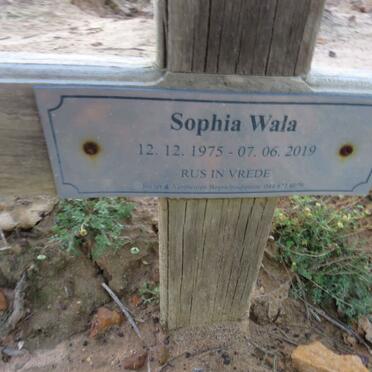 Sophia Wala
12. 12. 1975 - 07. 06. 2019
RUS IN VREDE